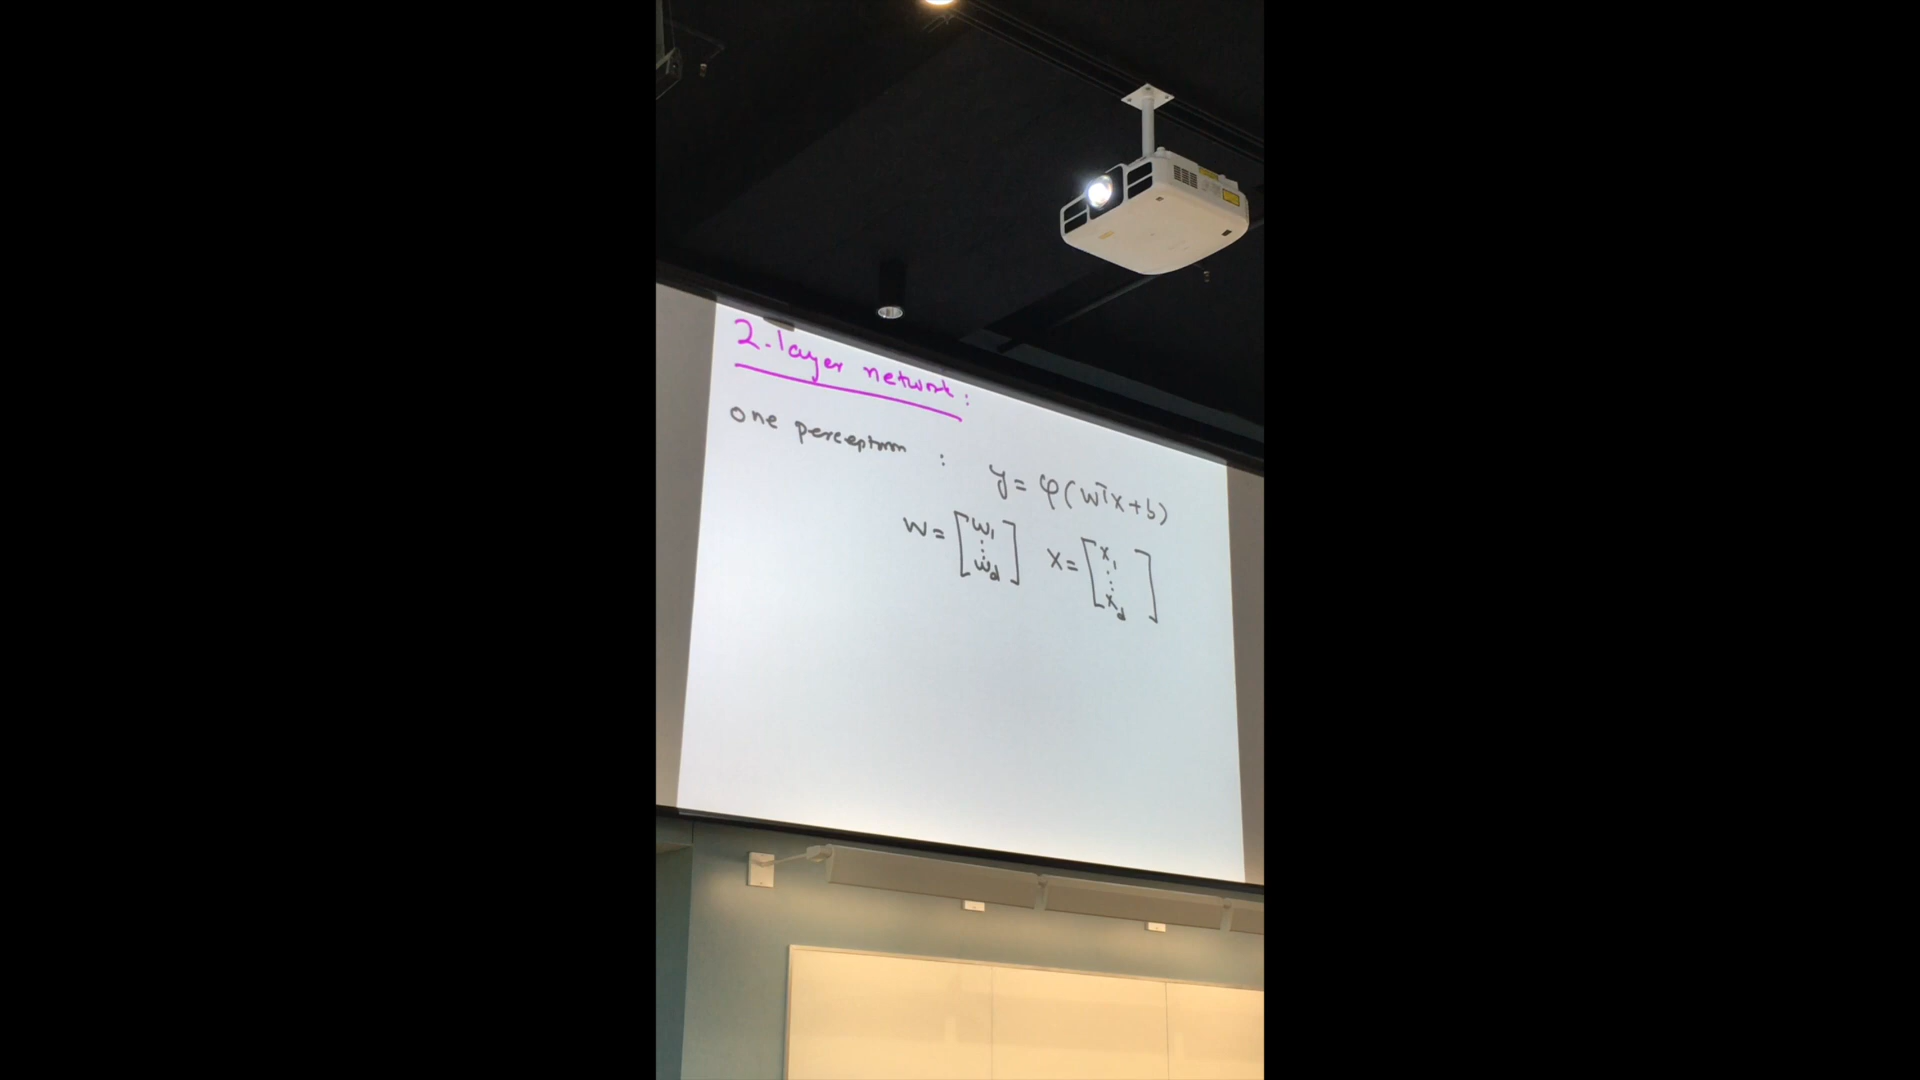 2-layer network:
one perceptron : y = φ(wᵀx + b)
w = [w₁ ⋮ w_d] x = [x₁ ⋮ x_d]